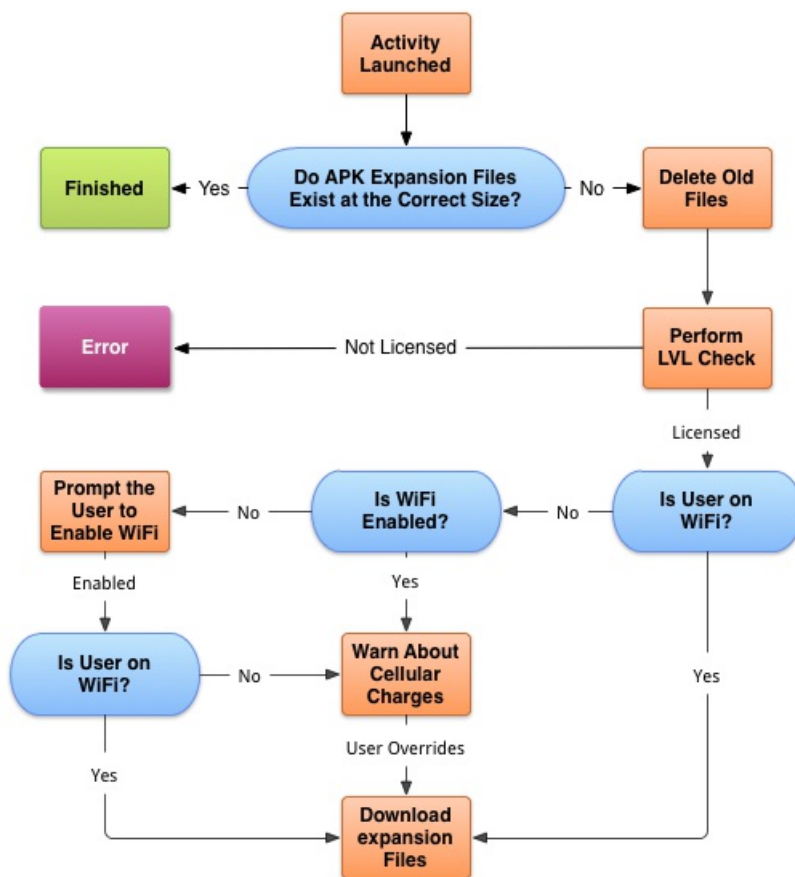 Activity
Launched
Finished
Yes
Do APK Expansion Files
Exist at the Correct Size?
No
Delete Old
Files
Error
Not Licensed
Perform
LVL Check
Licensed
Prompt the
User to
Enable WiFi
No
Is WiFi
Enabled?
No
Is User on
WiFi?
Enabled
Yes
Is User on
WiFi?
No
Warn About
Cellular
Charges
Yes
User Overrides
Yes
Download
expansion
Files